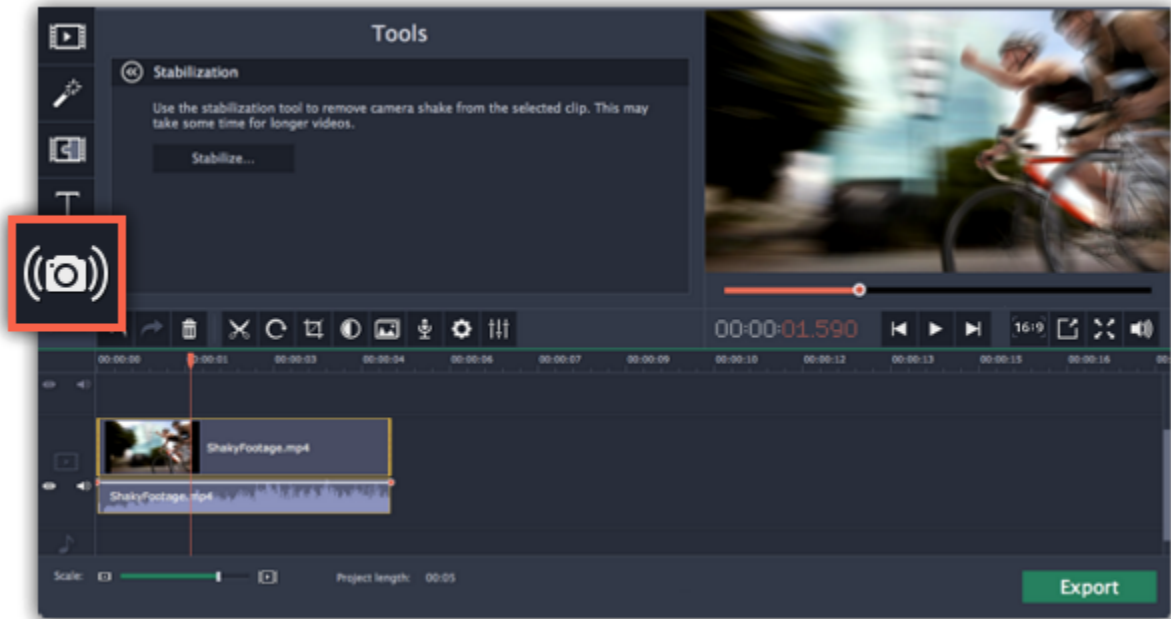 Tools
Stabilization
Use the stabilization tool to remove camera shake from the selected clip. This may
take some time for longer videos.
Stabilize...
T
00:00:01.590
16:9
00:00:00 00:00:01 00:00:03 00:00:04 00:00:06 00:00:07 00:00:09 00:00:10 00:00:12 00:00:13 00:00:15 00:00:16 00
ShakyFootage.mp4
ShakyFootage.mp4
Scale:
Project length: 00:05
Export